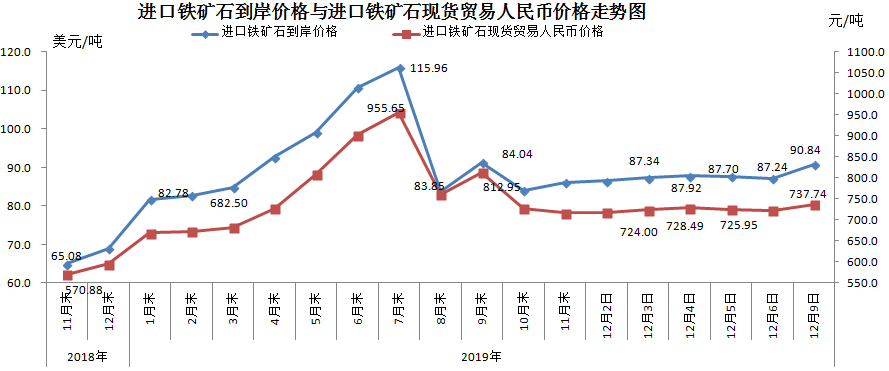 进口铁矿石到岸价格与进口铁矿石现货贸易人民币价格走势图
美元/吨
元/吨
进口铁矿石到岸价格
进口铁矿石现货贸易人民币价格
120.0
110.0
100.0
90.0
80.0
70.0
60.0
1100.0
1050.0
1000.0
950.0
900.0
850.0
800.0
750.0
700.0
650.0
600.0
550.0
65.08
570.88
82.78
682.50
115.96
955.65
83.85
812.95
84.04
87.34
724.00
87.92
728.49
87.70
725.95
87.24
90.84
737.74
11月末
12月末
1月末
2月末
3月末
4月末
5月末
6月末
7月末
8月末
9月末
10月末
11月末
12月2日
12月3日
12月4日
12月5日
12月6日
12月9日
2018年
2019年